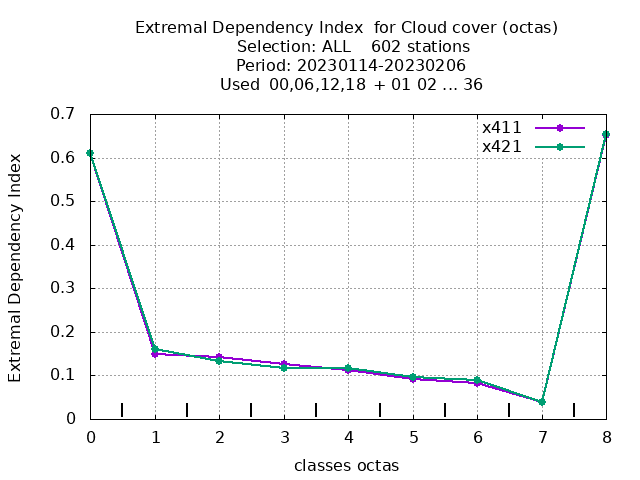 Extremal Dependency Index  for Cloud cover (octas)
Selection: ALL    602 stations
Period: 20230114-20230206
Used  00,06,12,18  + 01 02 ... 36
x411
x421
0.7
0.6
0.5
0.4
0.3
0.2
0.1
0
Extremal Dependency Index
0 1 2 3 4 5 6 7 8
classes octas